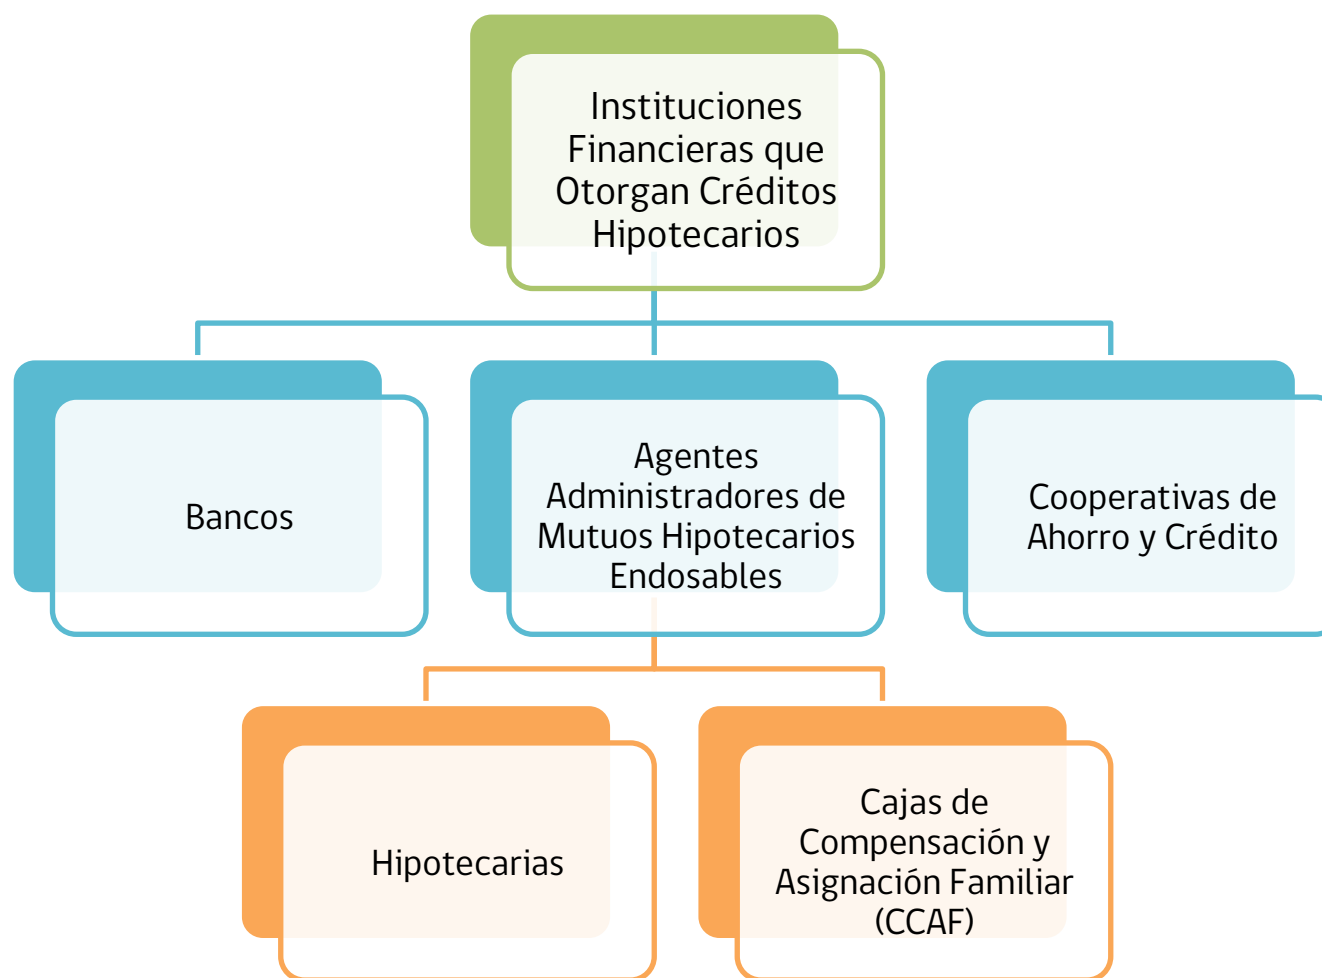 Instituciones
Financieras que
Otorgan Créditos
Hipotecarios
Bancos
Agentes
Administradores de
Mutuos Hipotecarios
Endosables
Cooperativas de
Ahorro y Crédito
Hipotecarias
Cajas de
Compensación y
Asignación Familiar
(CCAF)